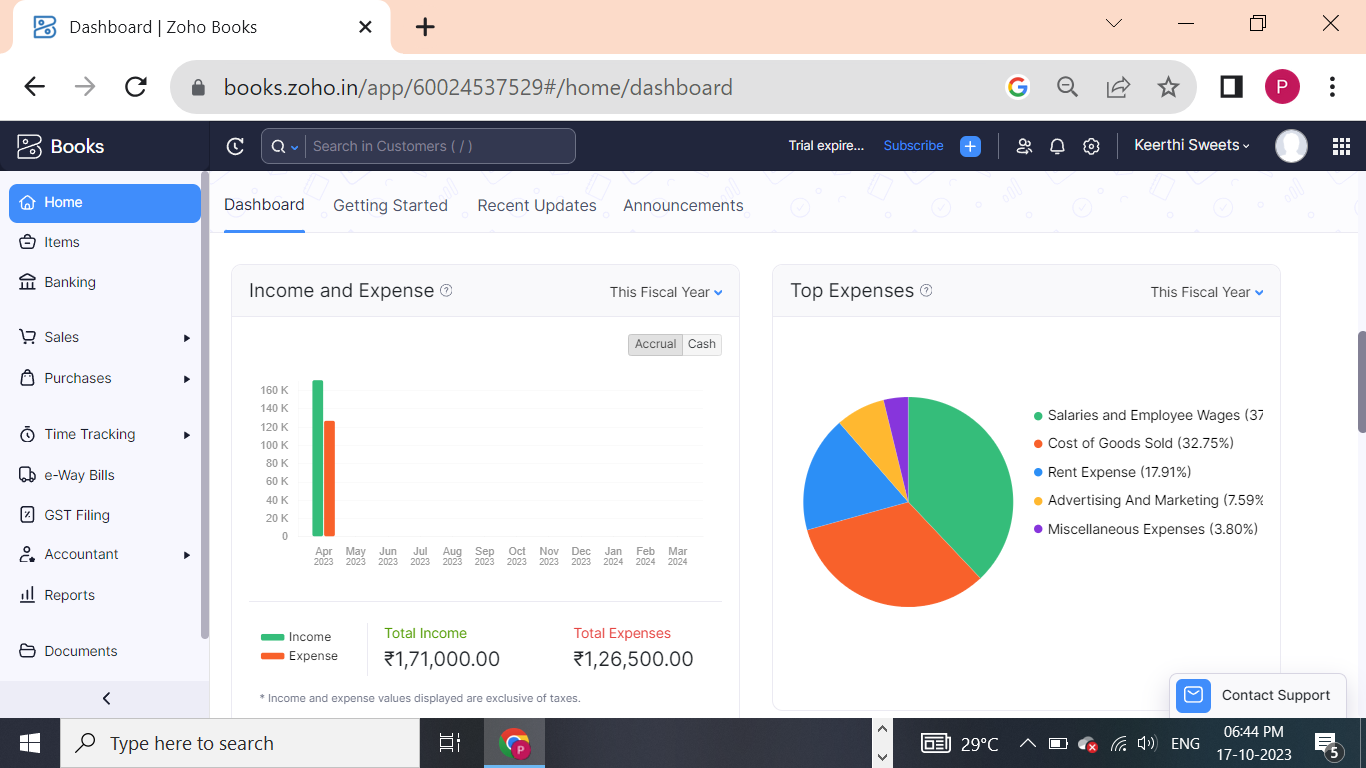 Dashboard | Zoho Books
books.zoho.in/app/60024537529#/home/dashboard
P
Books
Search in Customers ( / )
Trial expire...
Subscribe
Keerthi Sweets
Home
Items
Banking
Sales
Purchases
Time Tracking
e-Way Bills
GST Filing
Accountant
Reports
Documents
Dashboard
Getting Started
Recent Updates
Announcements
Income and Expense
This Fiscal Year
Accrual
Cash
160 K
140 K
120 K
100 K
80 K
60 K
40 K
20 K
0
Apr May Jun Jul Aug Sep Oct Nov Dec Jan Feb Mar
2023 2023 2023 2023 2023 2023 2023 2023 2023 2024 2024 2024
Income
Expense
Total Income
₹1,71,000.00
Total Expenses
₹1,26,500.00
* Income and expense values displayed are exclusive of taxes.
Top Expenses
This Fiscal Year
Salaries and Employee Wages (37
Cost of Goods Sold (32.75%)
Rent Expense (17.91%)
Advertising And Marketing (7.59%
Miscellaneous Expenses (3.80%)
Contact Support
Type here to search
P
29°C
ENG
06:44 PM
17-10-2023
5